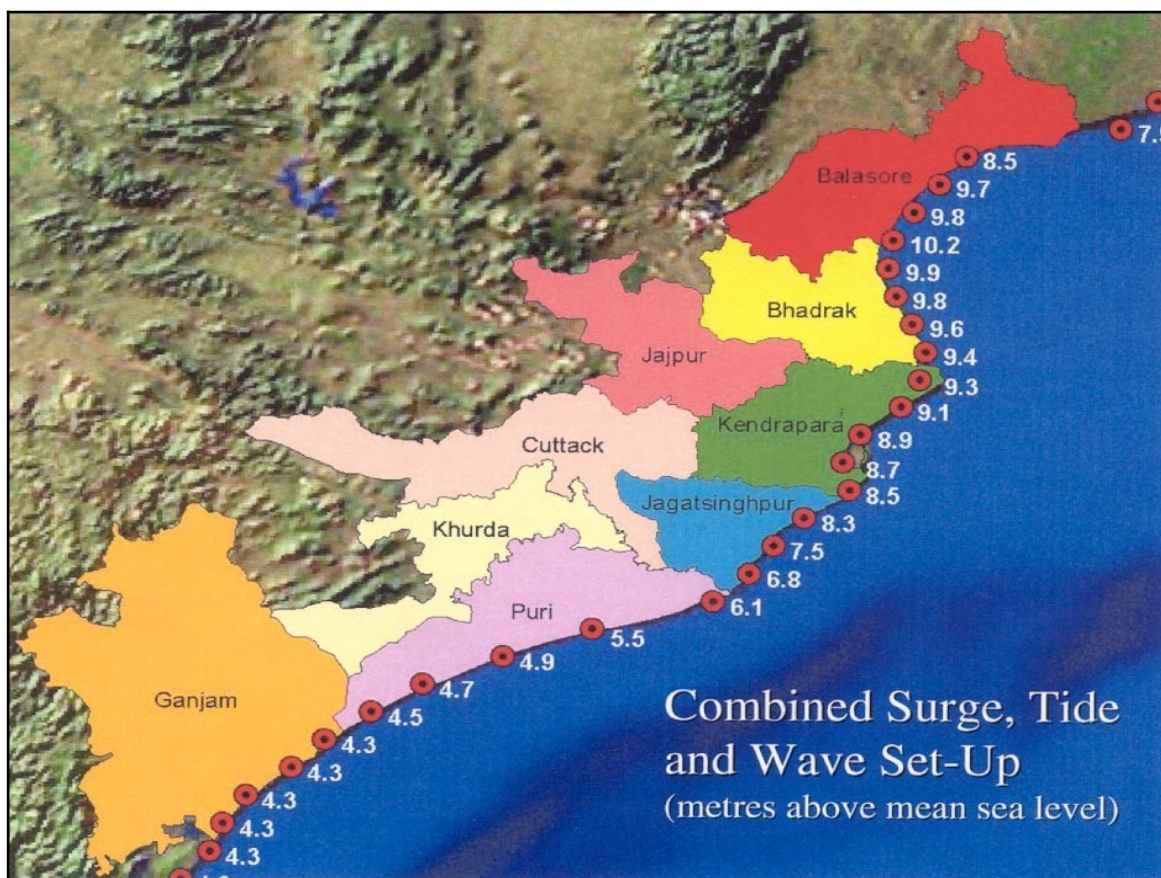 8.5
Balasore
9.7
9.8
10.2
9.9
Bhadrak
9.8
9.6
Jajpur
9.4
9.3
9.1
Kendrapara
Cuttack
8.9
8.7
Jagatsinghpur
8.5
Khurda
8.3
7.5
6.8
Puri
6.1
5.5
4.9
4.7
Ganjam
4.5
4.3
4.3
4.3
4.3
4.3
Combined Surge, Tide
and Wave Set-Up
(metres above mean sea level)